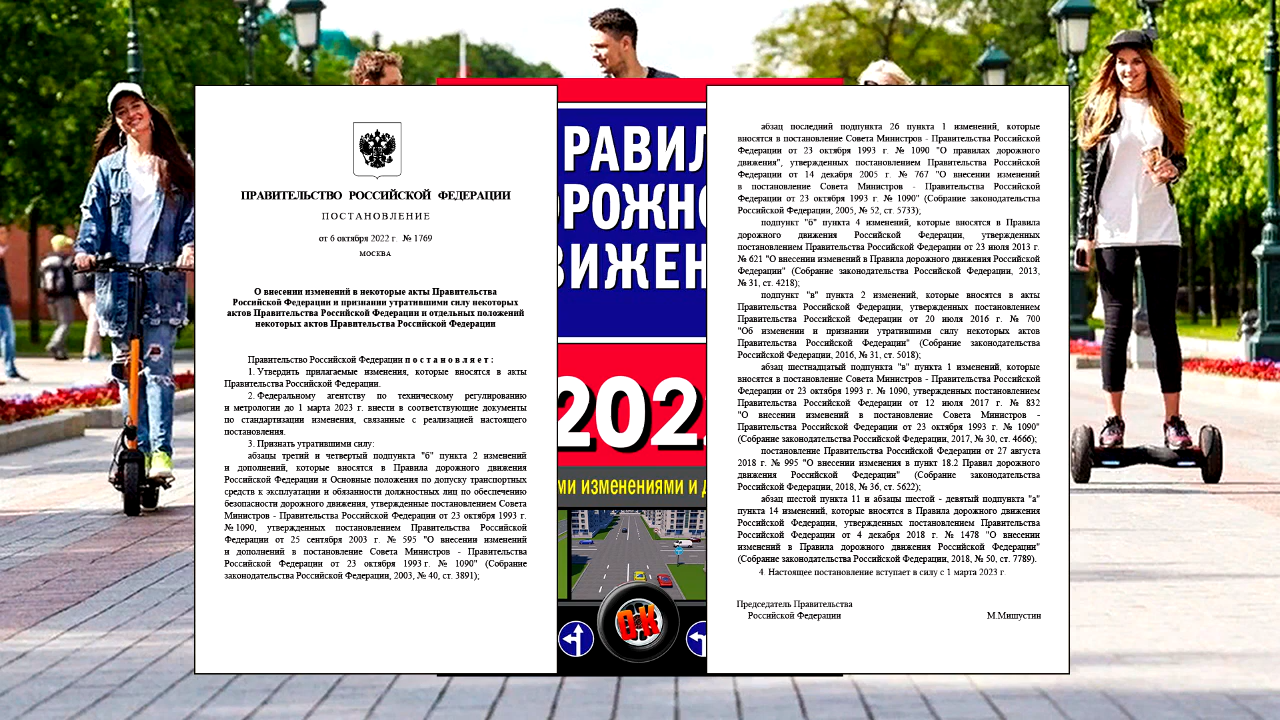 ПРАВИТЕЛЬСТВО РОССИЙСКОЙ ФЕДЕРАЦИИ
ПОСТАНОВЛЕНИЕ
от 6 октября 2022 г. № 1769
МОСКВА
О внесении изменений в некоторые акты Правительства
Российской Федерации и признании утратившими силу некоторых
актов Правительства Российской Федерации и отдельных положений
некоторых актов Правительства Российской Федерации
Правительство Российской Федерации постановляет:
1. Утвердить прилагаемые изменения, которые вносятся в акты
Правительства Российской Федерации.
2. Федеральному агентству по техническому регулированию
и метрологии до 1 марта 2023 г. внести в соответствующие документы
по стандартизации изменения, связанные с реализацией настоящего
постановления.
3. Признать утратившими силу:
абзацы третий и четвертый подпункта "б" пункта 2 изменений
и дополнений, которые вносятся в Правила дорожного движения
Российской Федерации и Основные положения по допуску транспортных
средств к эксплуатации и обязанности должностных лиц по обеспечению
безопасности дорожного движения, утвержденные постановлением Совета
Министров - Правительства Российской Федерации от 23 октября 1993 г.
№ 1090, утвержденных постановлением Правительства Российской
Федерации от 25 сентября 2003 г. № 595 "О внесении изменений
и дополнений в постановление Совета Министров - Правительства
Российской Федерации от 23 октября 1993 г. № 1090" (Собрание
законодательства Российской Федерации, 2003, № 40, ст. 3891);
РАВИЛ
ОРОЖНО
ВИЖЕН
202
ми изменениями и д
ОК
абзац последний подпункта 26 пункта 1 изменений, которые
вносятся в постановление Совета Министров - Правительства Российской
Федерации от 23 октября 1993 г. № 1090 "О правилах дорожного
движения", утвержденных постановлением Правительства Российской
Федерации от 14 декабря 2005 г. № 767 "О внесении изменений
в постановление Совета Министров - Правительства Российской
Федерации от 23 октября 1993 г. № 1090" (Собрание законодательства
Российской Федерации, 2005, № 52, ст. 5733);
подпункт "б" пункта 4 изменений, которые вносятся в Правила
дорожного движения Российской Федерации, утвержденных
постановлением Правительства Российской Федерации от 23 июля 2013 г.
№ 621 "О внесении изменений в Правила дорожного движения Российской
Федерации" (Собрание законодательства Российской Федерации, 2013,
№ 31, ст. 4218);
подпункт "в" пункта 2 изменений, которые вносятся в акты
Правительства Российской Федерации, утвержденных постановлением
Правительства Российской Федерации от 20 июля 2016 г. № 700
"Об изменении и признании утратившими силу некоторых актов
Правительства Российской Федерации" (Собрание законодательства
Российской Федерации, 2016, № 31, ст. 5018);
абзац шестнадцатый подпункта "в" пункта 1 изменений, которые
вносятся в постановление Совета Министров - Правительства Российской
Федерации от 23 октября 1993 г. № 1090, утвержденных постановлением
Правительства Российской Федерации от 12 июля 2017 г. № 832
"О внесении изменений в постановление Совета Министров -
Правительства Российской Федерации от 23 октября 1993 г. № 1090"
(Собрание законодательства Российской Федерации, 2017, № 30, ст. 4666);
постановление Правительства Российской Федерации от 27 августа
2018 г. № 995 "О внесении изменения в пункт 18.2 Правил дорожного
движения Российской Федерации" (Собрание законодательства
Российской Федерации, 2018, № 36, ст. 5622);
абзац шестой пункта 11 и абзацы шестой - девятый подпункта "а"
пункта 14 изменений, которые вносятся в Правила дорожного движения
Российской Федерации, утвержденных постановлением Правительства
Российской Федерации от 4 декабря 2018 г. № 1478 "О внесении
изменений в Правила дорожного движения Российской Федерации"
(Собрание законодательства Российской Федерации, 2018, № 50, ст. 7789).
4. Настоящее постановление вступает в силу с 1 марта 2023 г.
Председатель Правительства
Российской Федерации М.Мишустин